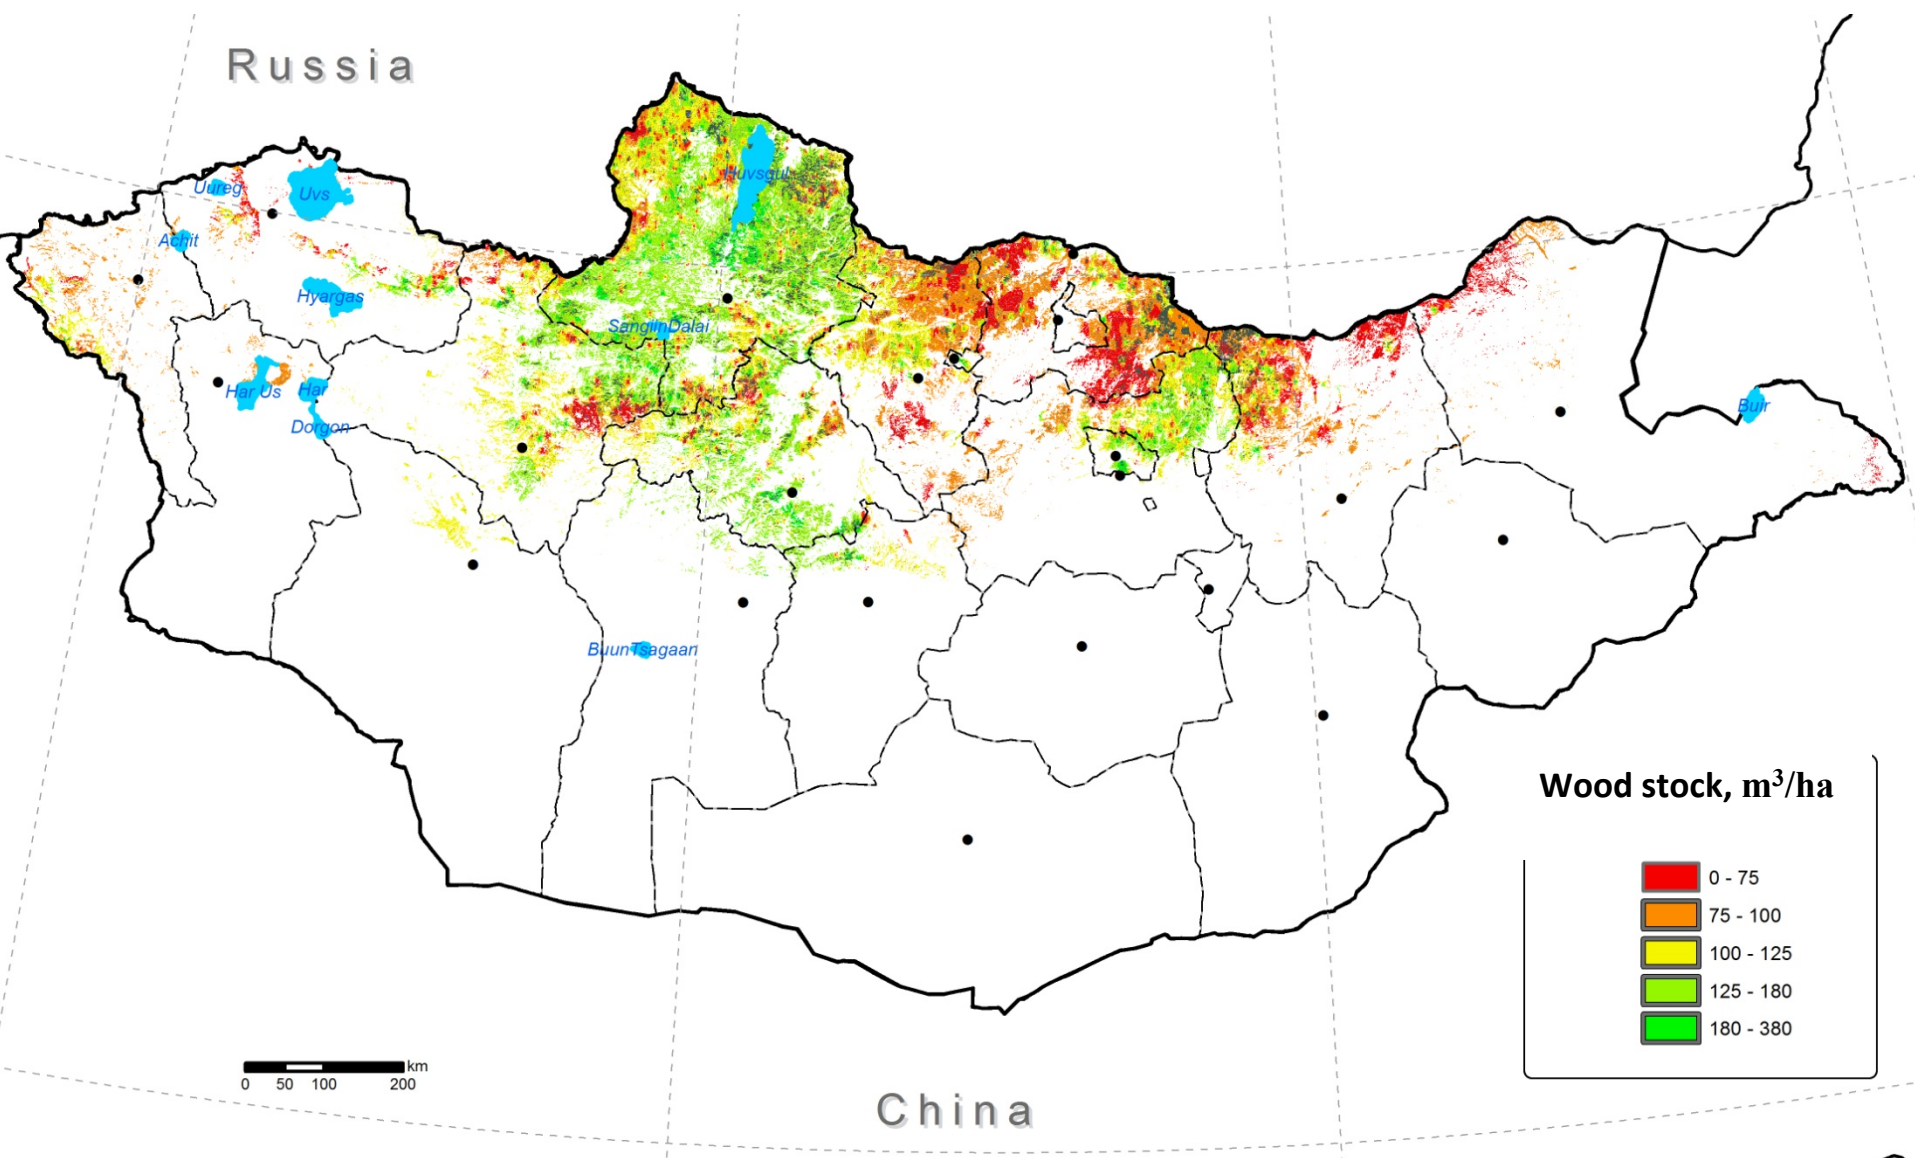 Russia
Uureg
Uvs
Huvsgul
Achit
Hyargas
SangiinDalai
Har Us
Har
Dorgon
Buir
BuunTsagaan
Wood stock, m³/ha
0 - 75
75 - 100
100 - 125
125 - 180
180 - 380
km
0 50 100 200
China